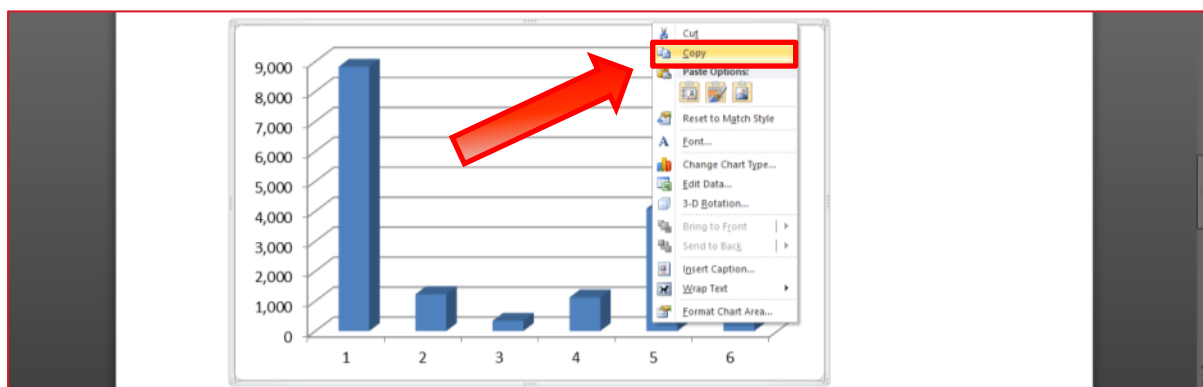 Cut
Copy
Paste Options:
Reset to Match Style
A Font...
Change Chart Type...
Edit Data...
3-D Rotation...
Bring to Front
Send to Back
Insert Caption...
Wrap Text
Format Chart Area...
9,000
8,000
7,000
6,000
5,000
4,000
3,000
2,000
1,000
0
1 2 3 4 5 6